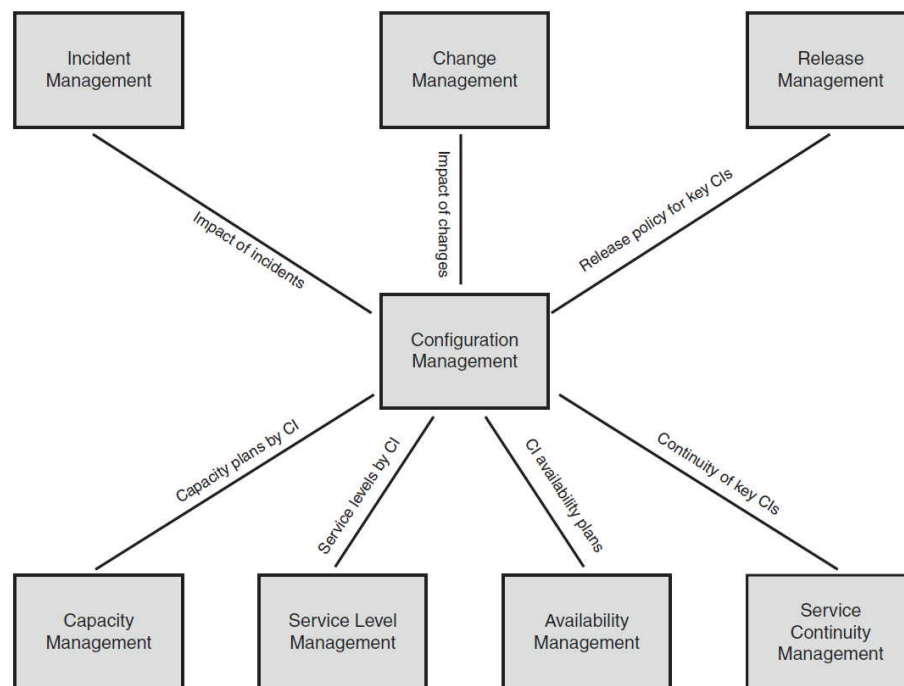 Incident
Management
Change
Management
Release
Management
Impact of incidents
Impact of changes
Release policy for key CIs
Configuration
Management
Capacity plans by CI
Service levels by CI
CI availability plans
Continuity of key CIs
Capacity
Management
Service Level
Management
Availability
Management
Service
Continuity
Management